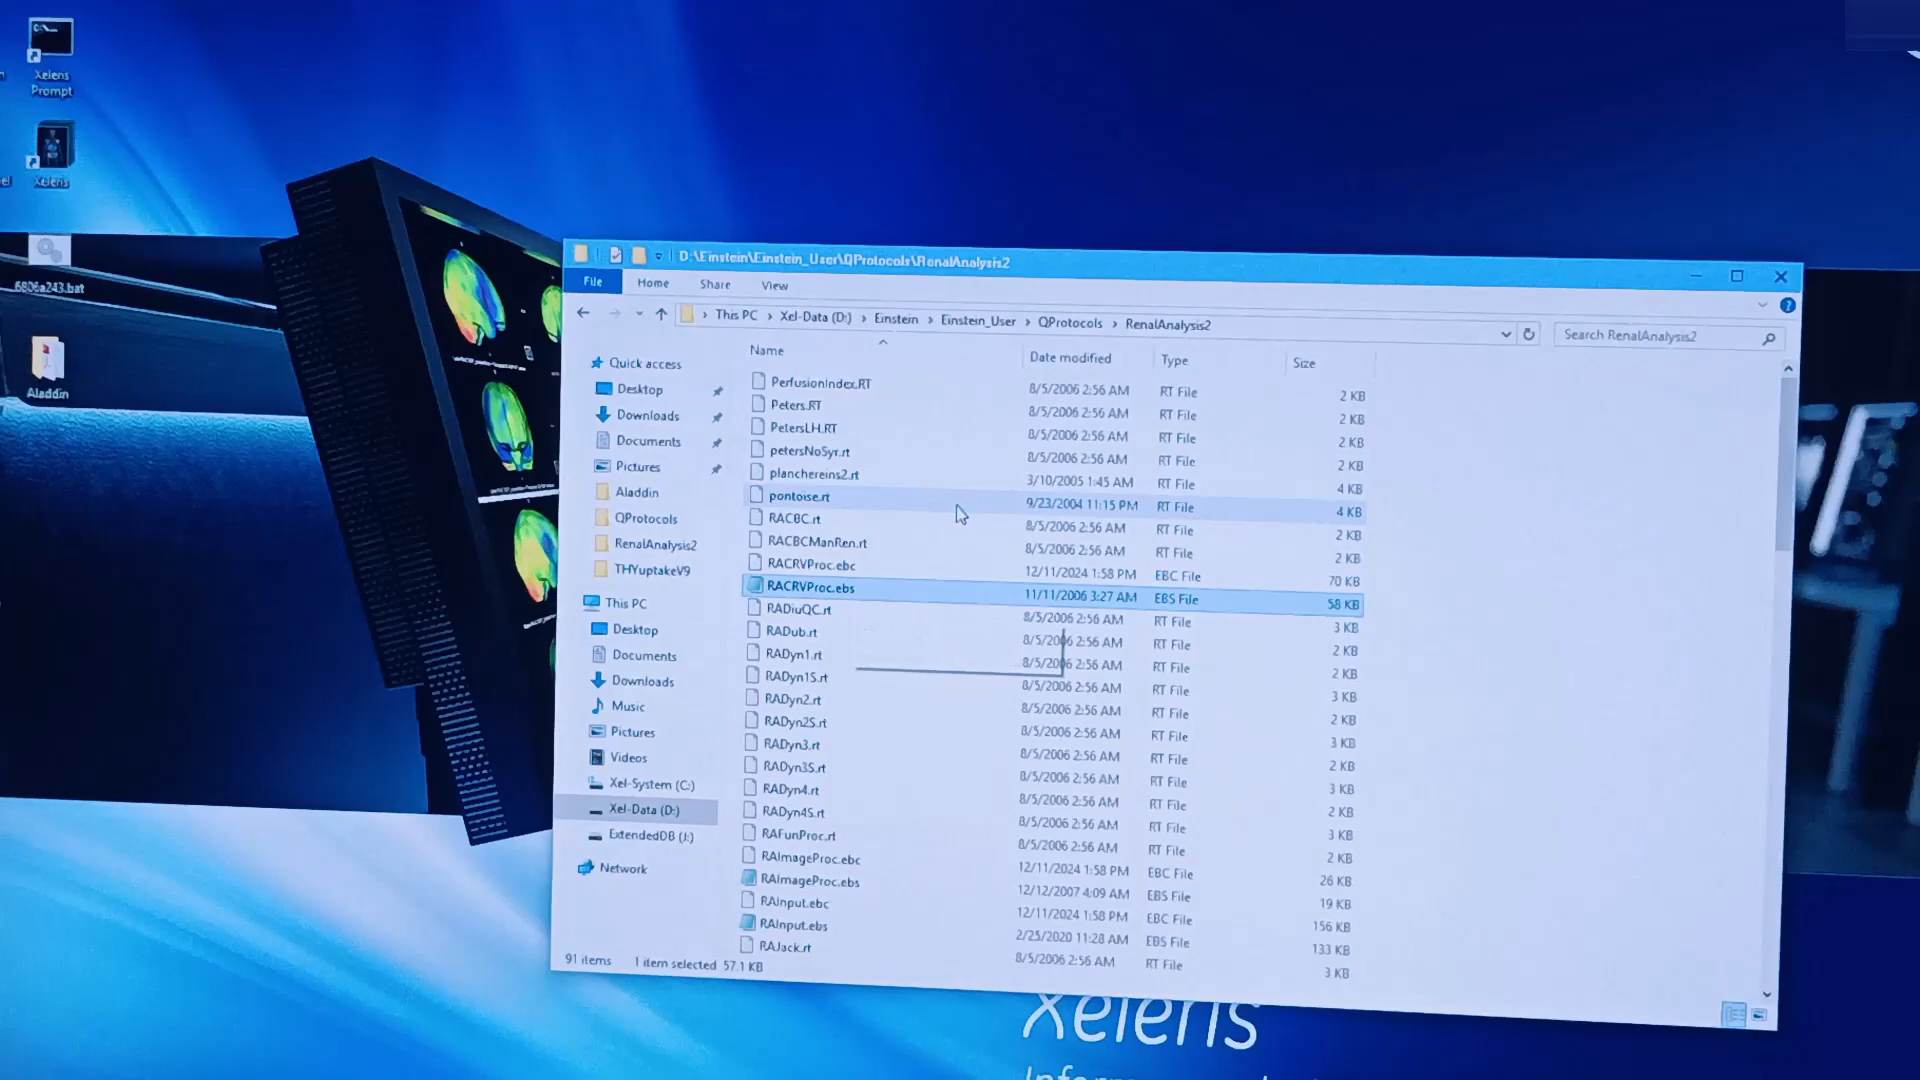 Xelens
Prompt
Xeleris
6806a243.bat
Aladdin
D:\Einstein\Einstein_User\QProtocols\RenalAnalysis2
File Home Share View
This PC Xel-Data (D:) Einstein Einstein_User QProtocols RenalAnalysis2
Search RenalAnalysis2
Quick access
Desktop
Downloads
Documents
Pictures
Aladdin
QProtocols
RenalAnalysis2
THYuptakeV9
This PC
Desktop
Documents
Downloads
Music
Pictures
Videos
Xel-System (C:)
Xel-Data (D:)
ExtendedDB (J:)
Network
Name Date modified Type Size
PerfusionIndex.RT 8/5/2006 2:56 AM RT File 2 KB
Peters.RT 8/5/2006 2:56 AM RT File 2 KB
PetersLH.RT 8/5/2006 2:56 AM RT File 2 KB
petersNoSyr.rt 8/5/2006 2:56 AM RT File 2 KB
planchereins2.rt 3/10/2005 1:45 AM RT File 4 KB
pontoise.rt 9/23/2004 11:15 PM RT File 4 KB
RACBC.rt 8/5/2006 2:56 AM RT File 2 KB
RACBCManRen.rt 8/5/2006 2:56 AM RT File 2 KB
RACRVProc.ebc 12/11/2024 1:58 PM EBC File 70 KB
RACRVProc.ebs 11/11/2006 3:27 AM EBS File 58 KB
RADiuQC.rt 8/5/2006 2:56 AM RT File 3 KB
RADub.rt 8/5/2006 2:56 AM RT File 2 KB
RADyn1.rt 8/5/2006 2:56 AM RT File 2 KB
RADyn1S.rt 8/5/2006 2:56 AM RT File 3 KB
RADyn2.rt 8/5/2006 2:56 AM RT File 2 KB
RADyn2S.rt 8/5/2006 2:56 AM RT File 3 KB
RADyn3.rt 8/5/2006 2:56 AM RT File 2 KB
RADyn3S.rt 8/5/2006 2:56 AM RT File 3 KB
RADyn4.rt 8/5/2006 2:56 AM RT File 2 KB
RADyn4S.rt 8/5/2006 2:56 AM RT File 3 KB
RAFunProc.rt 8/5/2006 2:56 AM RT File 2 KB
RAImageProc.ebc 12/11/2024 1:58 PM EBC File 26 KB
RAImageProc.ebs 12/12/2007 4:09 AM EBS File 19 KB
RAInput.ebc 12/11/2024 1:58 PM EBC File 156 KB
RAInput.ebs 2/25/2020 11:28 AM EBS File 133 KB
RAJack.rt 8/5/2006 2:56 AM RT File 3 KB
91 items 1 item selected 57.1 KB
Xeleris